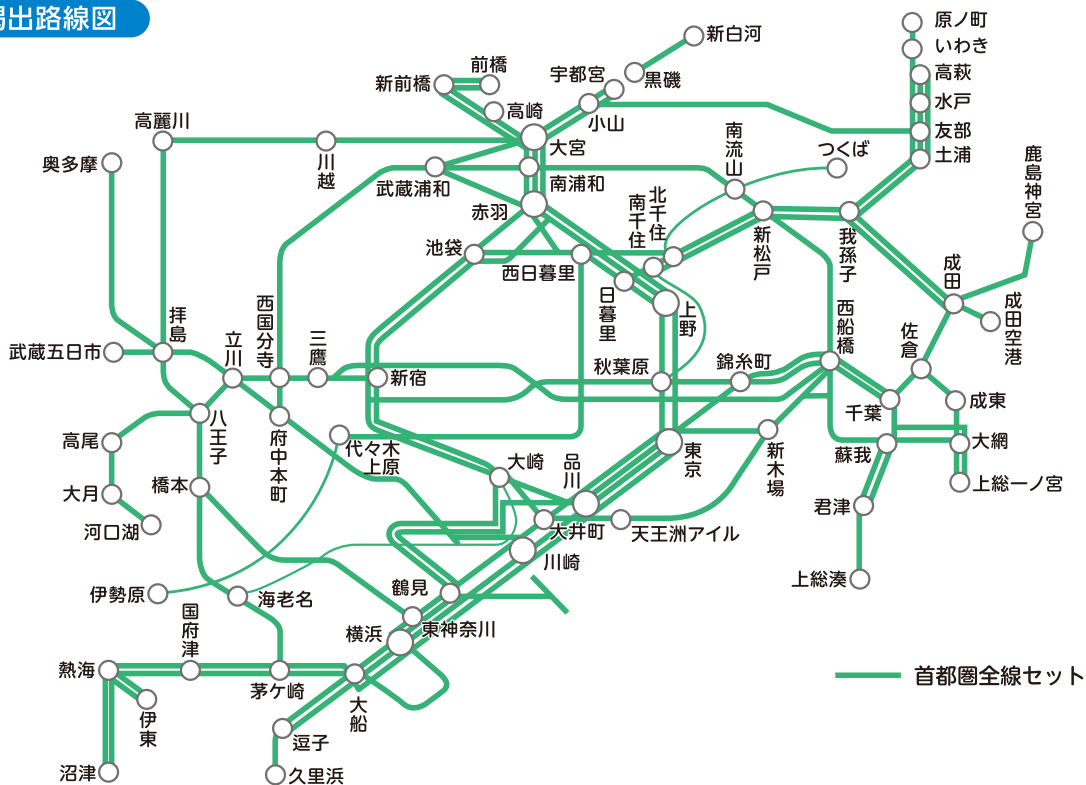 出路線図
原ノ町
いわき
高萩
水戸
友部
土浦
新白河
黒磯
宇都宮
小山
前橋
新前橋
高崎
大宮
高麗川
川越
奥多摩
武蔵浦和
南浦和
赤羽
南流山
つくば
鹿島神宮
北千住
南千住
新松戸
我孫子
池袋
西日暮里
日暮里
上野
成田
成田空港
西船橋
佐倉
拝島
武蔵五日市
立川
西国分寺
三鷹
新宿
秋葉原
錦糸町
千葉
成東
八王子
高尾
府中本町
代々木
上原
大崎
品川
東京
新木場
蘇我
大網
上総一ノ宮
大月
橋本
河口湖
大井町
天王洲アイル
君津
川崎
上総湊
伊勢原
海老名
鶴見
国府津
横浜
東神奈川
熱海
茅ケ崎
大船
伊東
逗子
沼津
久里浜
首都圏全線セット